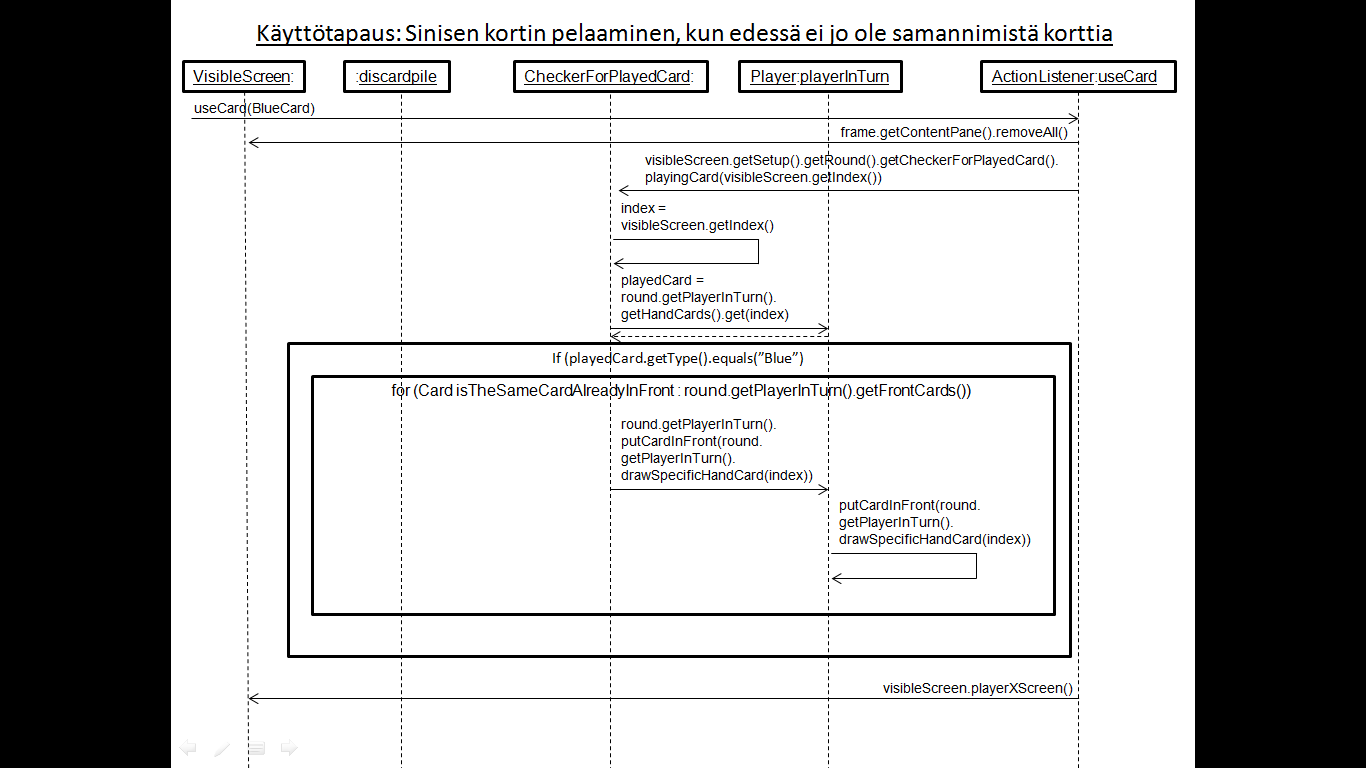 Käyttötapaus: Sinisen kortin pelaaminen, kun edessä ei jo ole samannimistä korttia
VisibleScreen:
:discardpile
CheckerForPlayedCard:
Player:playerInTurn
ActionListener:useCard
useCard(BlueCard)
frame.getContentPane().removeAll()
visibleScreen.getSetup().getRound().getCheckerForPlayedCard().
playingCard(visibleScreen.getIndex())
index =
visibleScreen.getIndex()
playedCard =
round.getPlayerInTurn().
getHandCards().get(index)
If (playedCard.getType().equals(”Blue”)
for (Card isTheSameCardAlreadyInFront : round.getPlayerInTurn().getFrontCards())
round.getPlayerInTurn().
putCardInFront(round.
getPlayerInTurn().
drawSpecificHandCard(index))
putCardInFront(round.
getPlayerInTurn().
drawSpecificHandCard(index))
visibleScreen.playerXScreen()